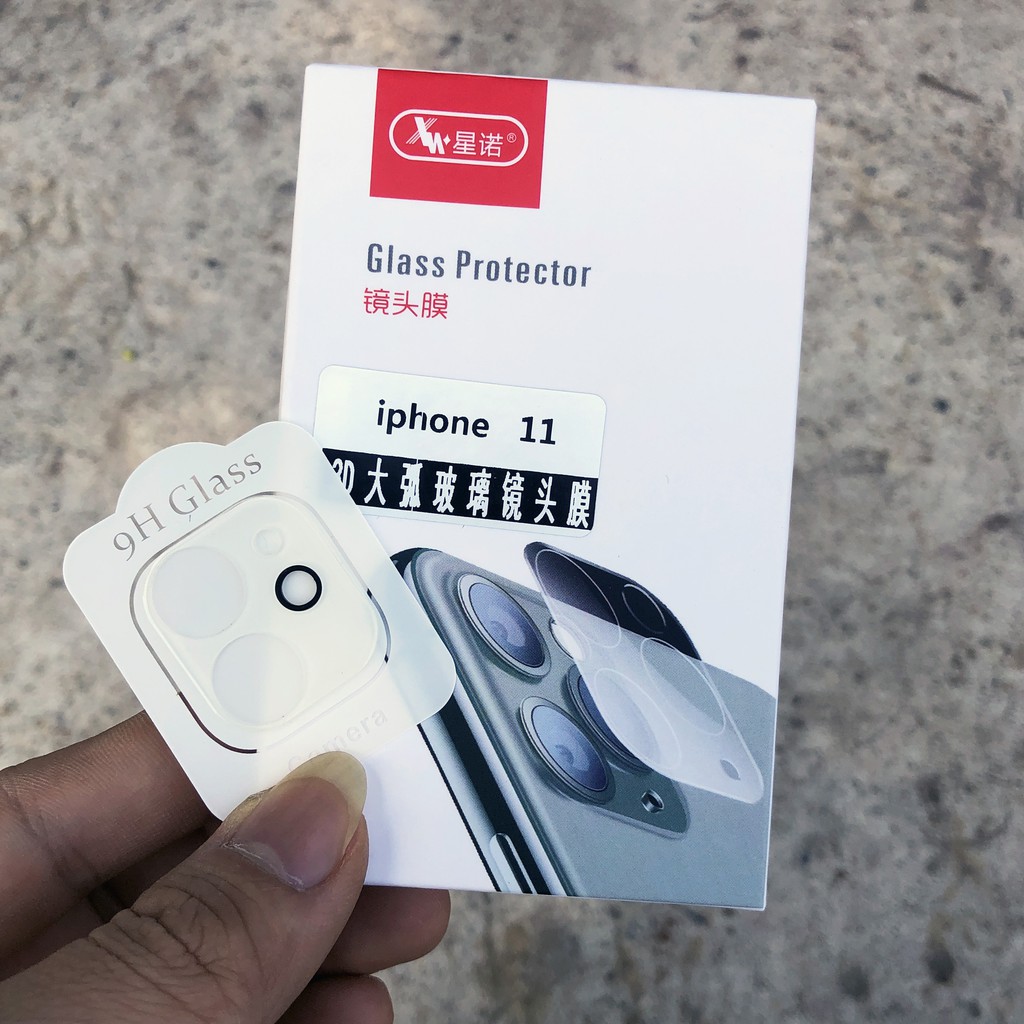 XW星诺®
Glass Protector
镜头膜
iphone 11
3D大弧玻璃镜头膜
9H Glass
Camera